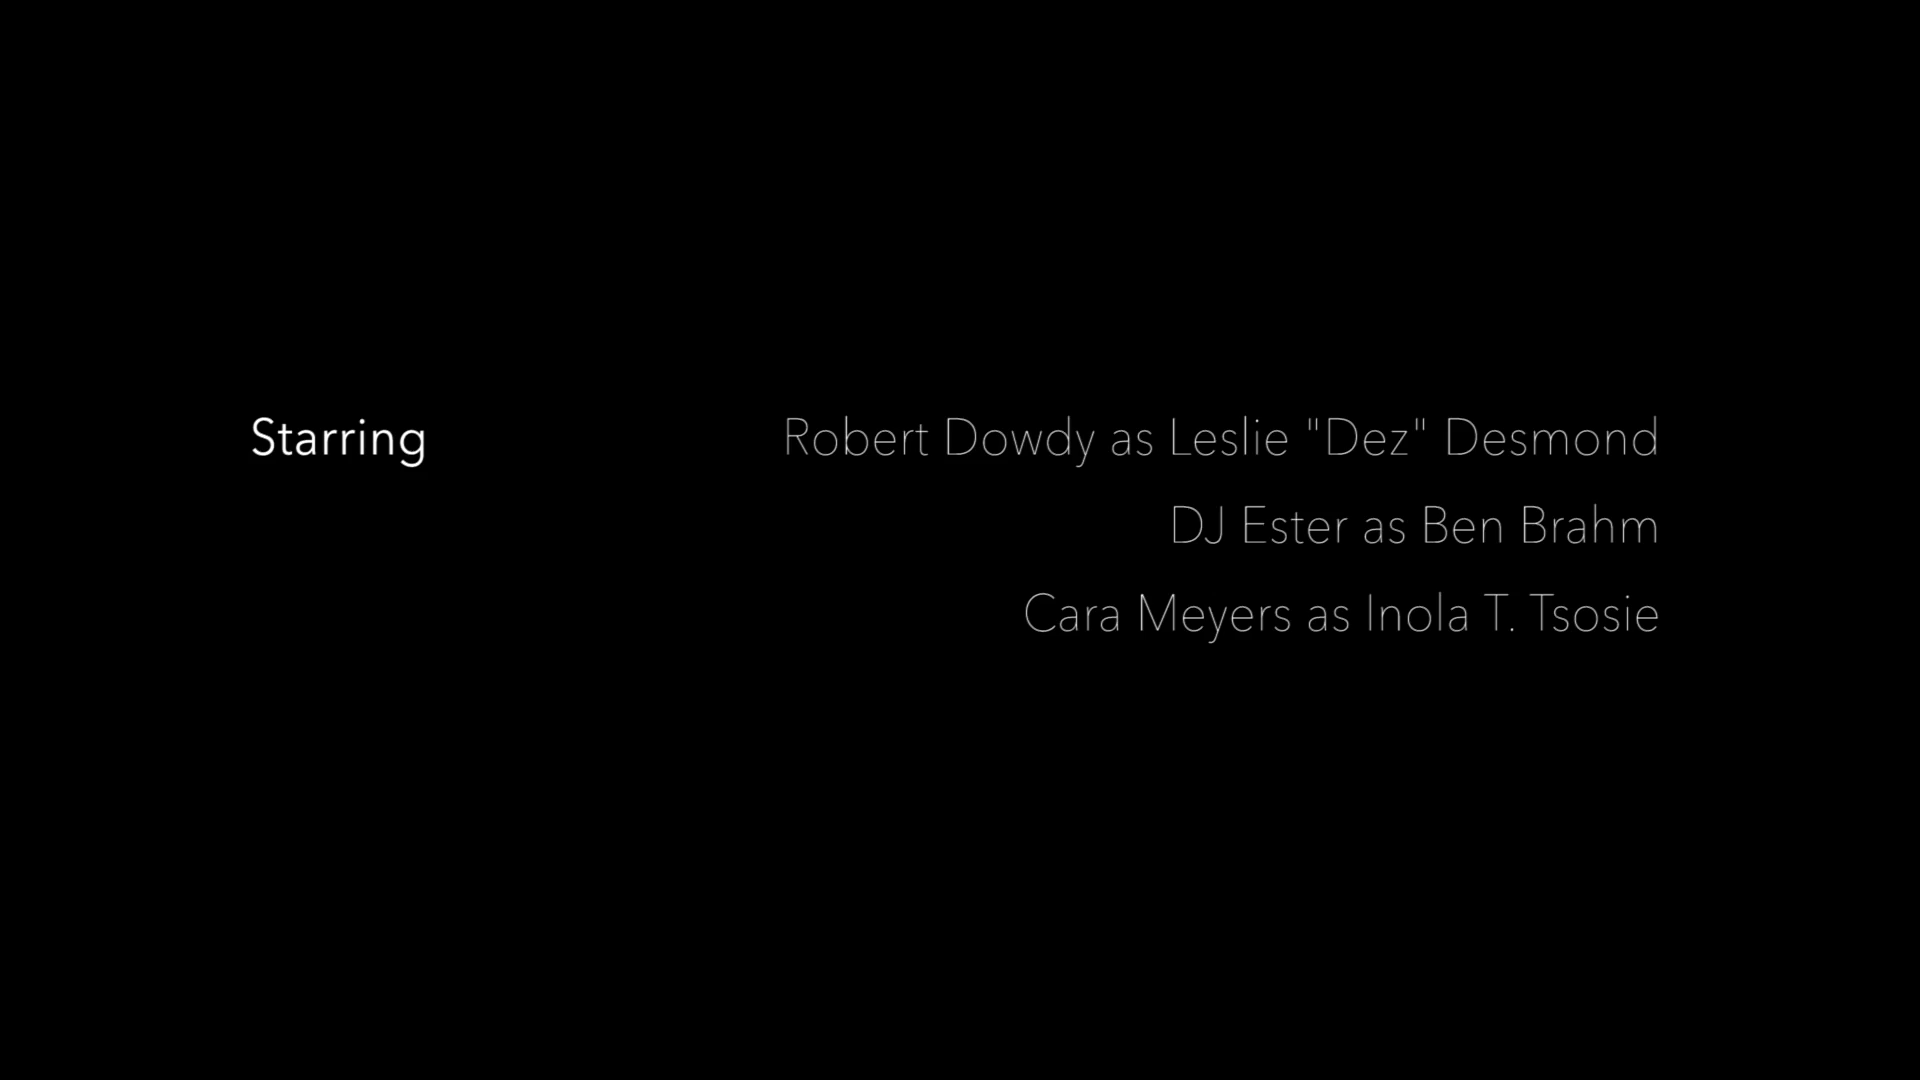 Starring Robert Dowdy as Leslie "Dez" Desmond
DJ Ester as Ben Brahm
Cara Meyers as Inola T. Tsosie